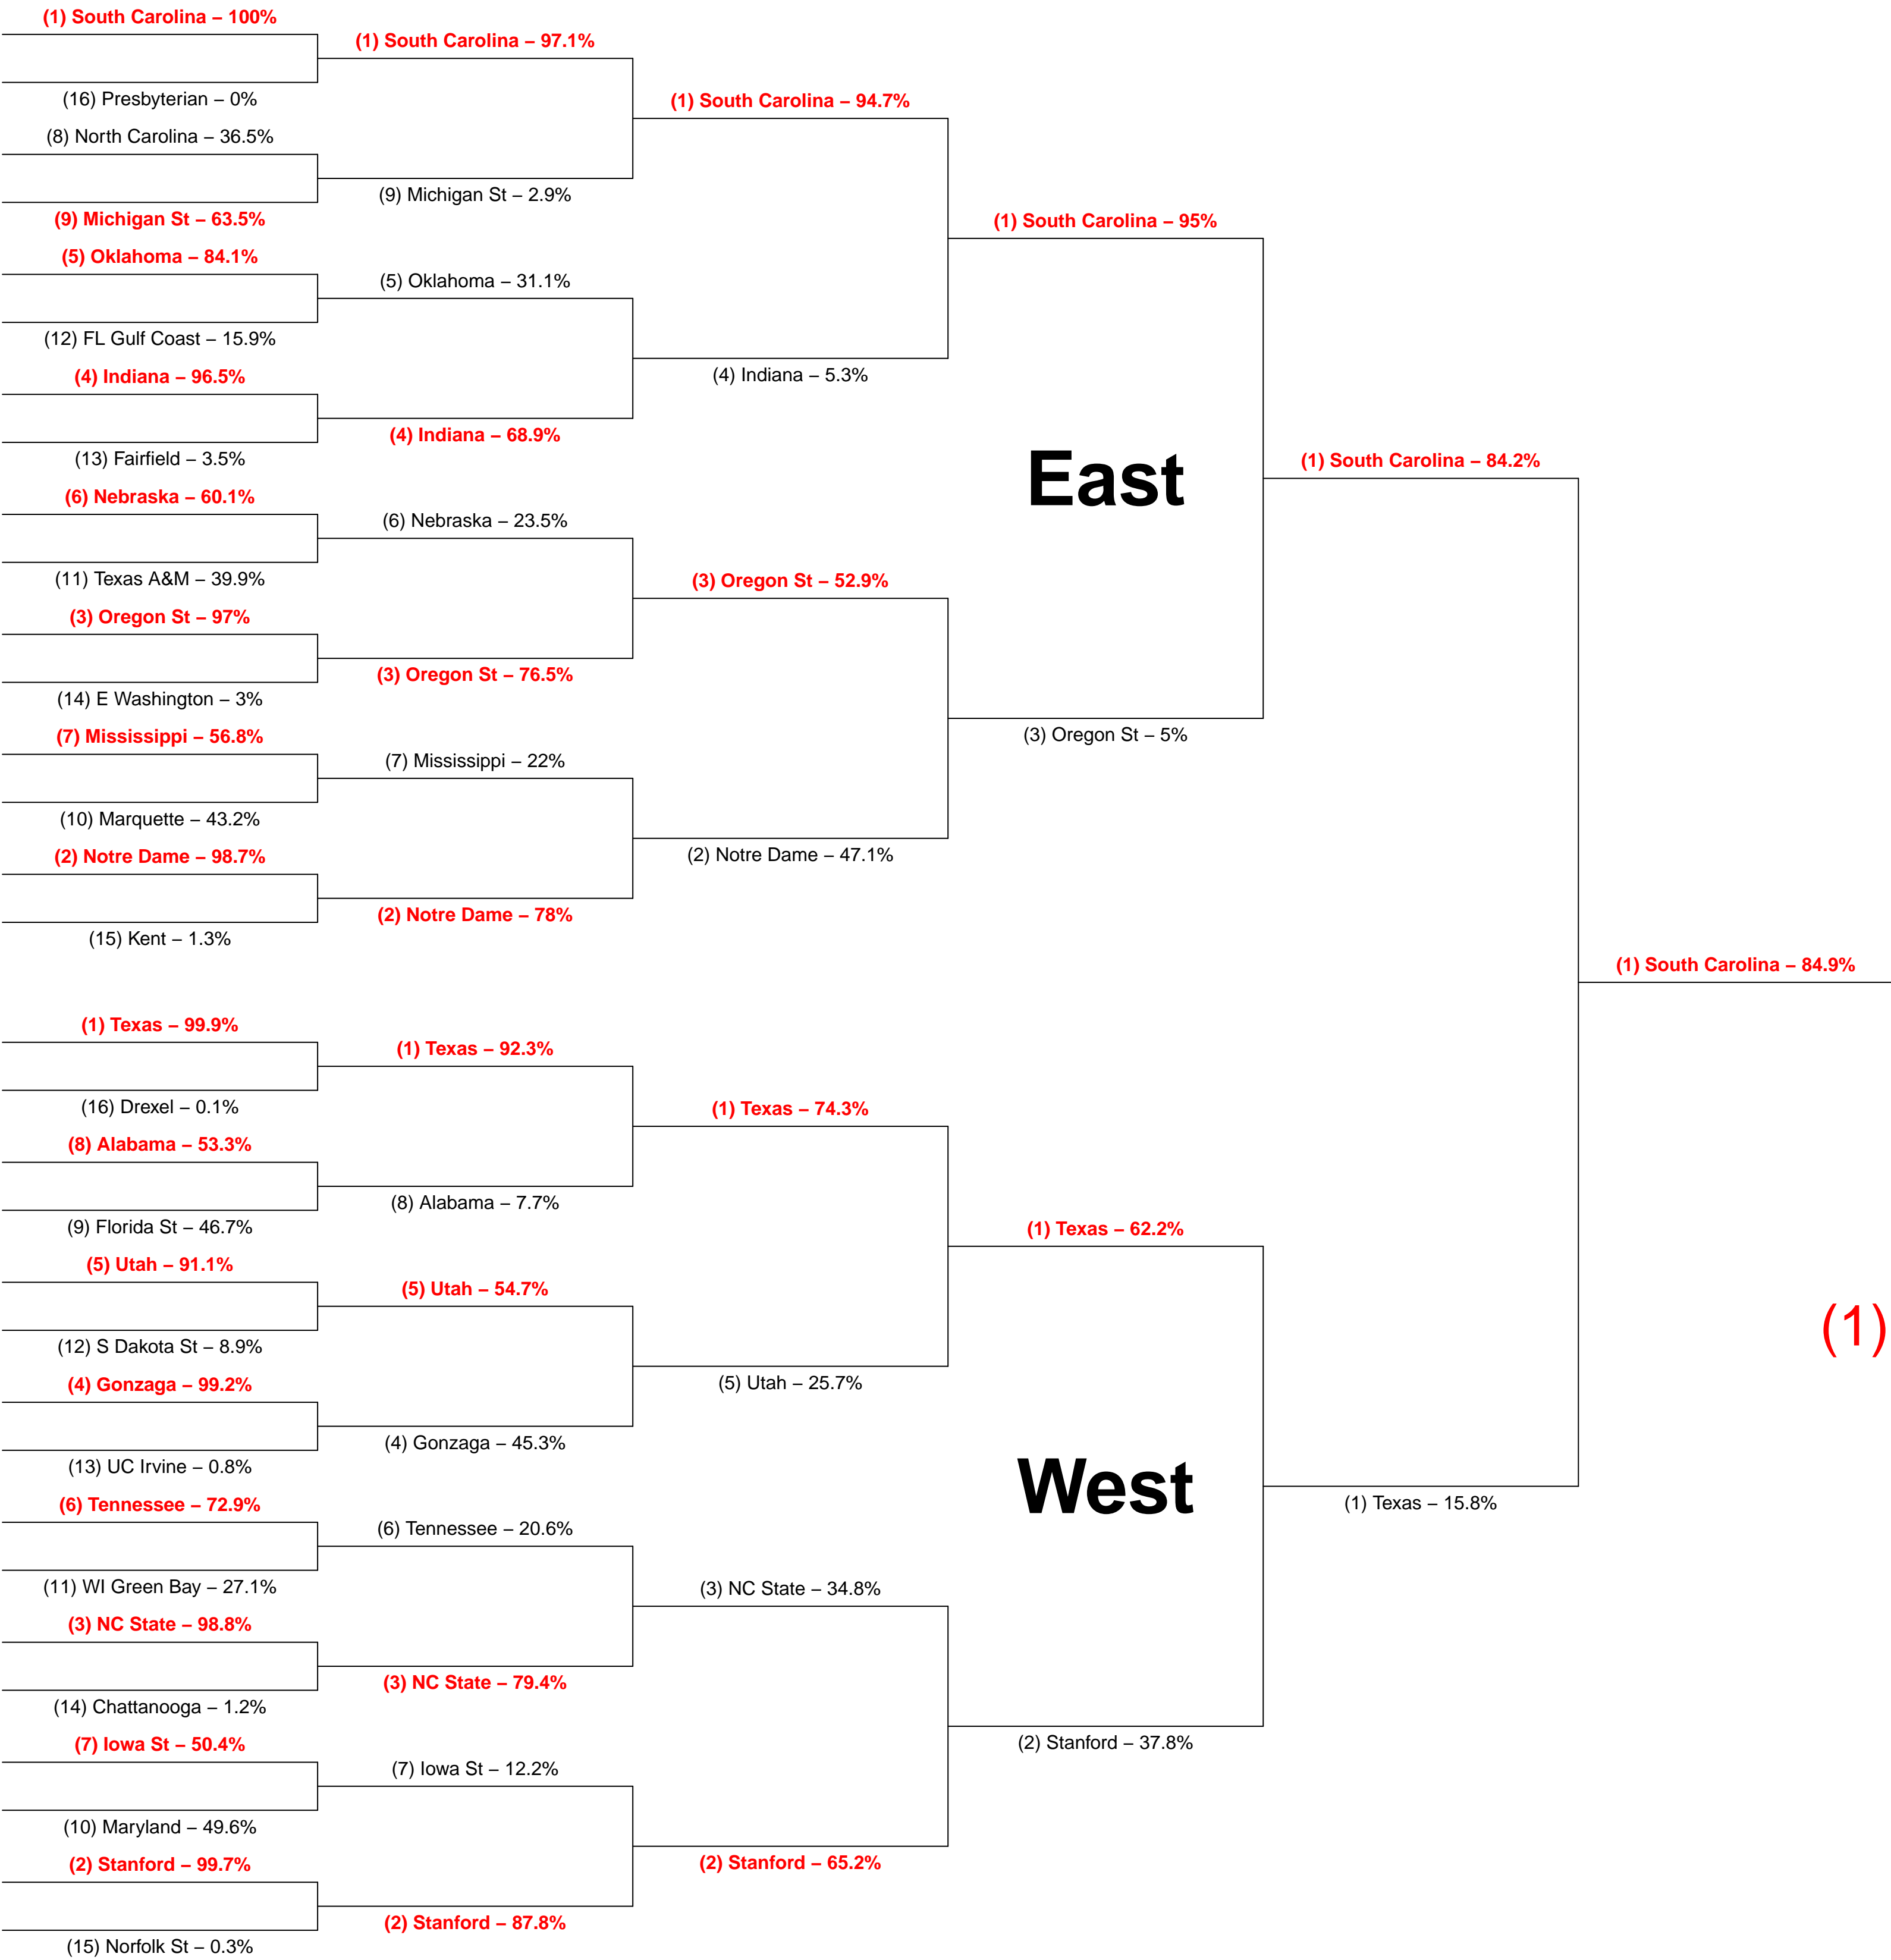 (1) South Carolina – 100%
(16) Presbyterian – 0%
(8) North Carolina – 36.5%
(9) Michigan St – 63.5%
(5) Oklahoma – 84.1%
(12) FL Gulf Coast – 15.9%
(4) Indiana – 96.5%
(13) Fairfield – 3.5%
(6) Nebraska – 60.1%
(11) Texas A&M – 39.9%
(3) Oregon St – 97%
(14) E Washington – 3%
(7) Mississippi – 56.8%
(10) Marquette – 43.2%
(2) Notre Dame – 98.7%
(15) Kent – 1.3%
(1) South Carolina – 97.1%
(9) Michigan St – 2.9%
(5) Oklahoma – 31.1%
(4) Indiana – 68.9%
(6) Nebraska – 23.5%
(3) Oregon St – 76.5%
(7) Mississippi – 22%
(2) Notre Dame – 78%
(1) South Carolina – 94.7%
(4) Indiana – 5.3%
(3) Oregon St – 52.9%
(2) Notre Dame – 47.1%
(1) South Carolina – 95%
East
(3) Oregon St – 5%
(1) Texas – 99.9%
(16) Drexel – 0.1%
(8) Alabama – 53.3%
(9) Florida St – 46.7%
(5) Utah – 91.1%
(12) S Dakota St – 8.9%
(4) Gonzaga – 99.2%
(13) UC Irvine – 0.8%
(6) Tennessee – 72.9%
(11) WI Green Bay – 27.1%
(3) NC State – 98.8%
(14) Chattanooga – 1.2%
(7) Iowa St – 50.4%
(10) Maryland – 49.6%
(2) Stanford – 99.7%
(15) Norfolk St – 0.3%
(1) Texas – 92.3%
(8) Alabama – 7.7%
(5) Utah – 54.7%
(4) Gonzaga – 45.3%
(6) Tennessee – 20.6%
(3) NC State – 79.4%
(7) Iowa St – 12.2%
(2) Stanford – 87.8%
(1) Texas – 74.3%
(5) Utah – 25.7%
(3) NC State – 34.8%
(2) Stanford – 65.2%
(1) Texas – 62.2%
West
(2) Stanford – 37.8%
(1) South Carolina – 84.2%
(1) Texas – 15.8%
(1) South Carolina – 84.9%
(1)